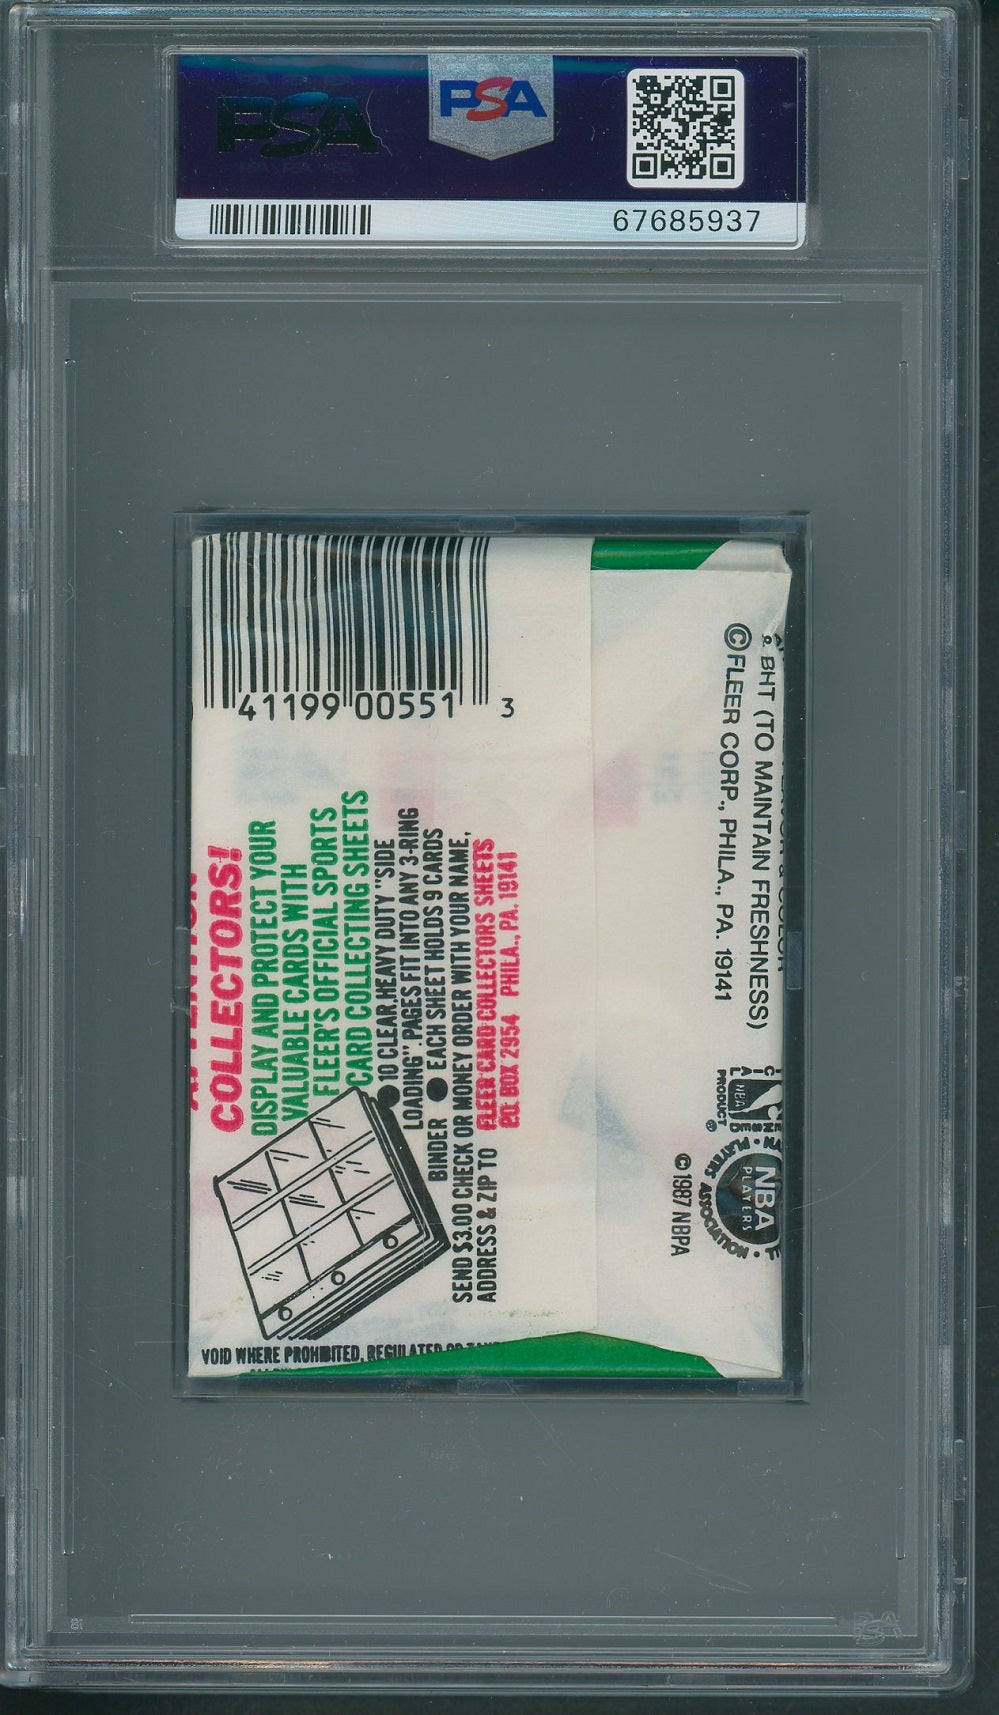 PSA
PSA
67685937
41199 00551 3
COLLECTORS!
DISPLAY AND PROTECT YOUR
VALUABLE CARDS WITH
FLEER'S OFFICIAL SPORTS
CARD COLLECTING SHEETS
● 10 CLEAR, HEAVY DUTY "SIDE
LOADING". PAGES FIT INTO ANY 3-RING
BINDER ● EACH SHEET HOLDS 9 CARDS
SEND $3.00 CHECK OR MONEY ORDER WITH YOUR NAME,
ADDRESS & ZIP TO FLEER CARD COLLECTORS SHEETS
P.O. BOX 2954 PHILA., PA. 19141
VOID WHERE PROHIBITED, REGULATED OR
BHT (TO MAINTAIN FRESHNESS)
©FLEER CORP., PHILA., PA. 19141
NBA
PRODUCT ®
NBA
PLAYERS
PLAYERS ASSOCIATION
© 1987 NBPA
PSA